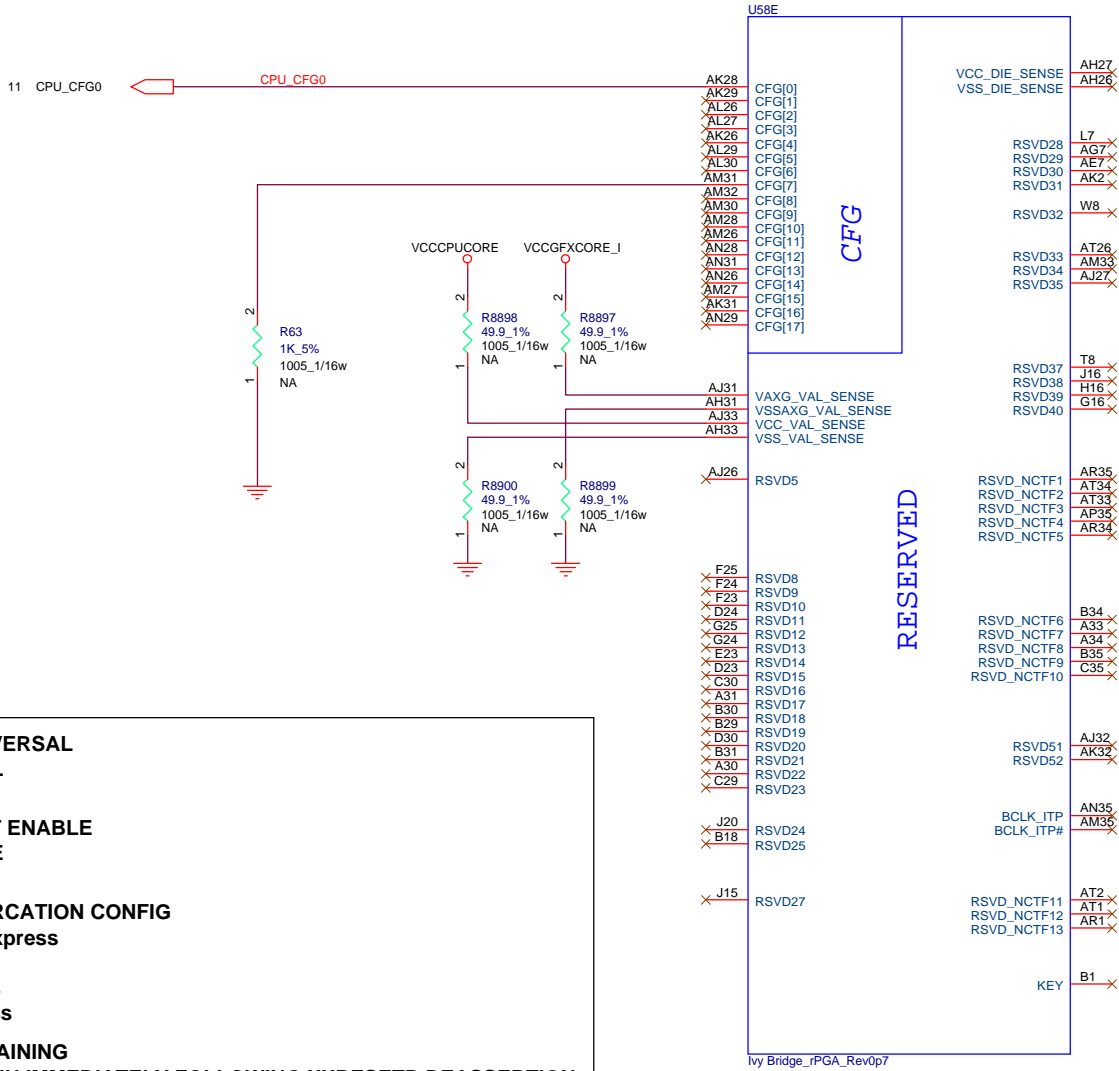 U58E
11 CPU_CFG0
CPU_CFG0
AK28 CFG[0]
AK29 CFG[1]
AL26 CFG[2]
AL27 CFG[3]
AK26 CFG[4]
AL29 CFG[5]
AL30 CFG[6]
AM31 CFG[7]
AM32 CFG[8]
AM30 CFG[9]
AM28 CFG[10]
AM26 CFG[11]
AN28 CFG[12]
AN31 CFG[13]
AN26 CFG[14]
AM27 CFG[15]
AK31 CFG[16]
AN29 CFG[17]
CFG
VCC_DIE_SENSE AH27
VSS_DIE_SENSE AH26
RSVD28 L7
RSVD29 AG7
RSVD30 AE7
RSVD31 AK2
RSVD32 W8
RSVD33 AT26
RSVD34 AM33
RSVD35 AJ27
RSVD37 T8
RSVD38 J16
RSVD39 H16
RSVD40 G16
VCCCPUCORE
VCCGFXCORE_I
2
R63
1K_5%
1005_1/16w
NA
1
2
R8898
49.9_1%
1005_1/16w
NA
1
2
R8897
49.9_1%
1005_1/16w
NA
1
AJ31 VAXG_VAL_SENSE
AH31 VSSAXG_VAL_SENSE
AJ33 VCC_VAL_SENSE
AH33 VSS_VAL_SENSE
2
R8900
49.9_1%
1005_1/16w
NA
1
2
R8899
49.9_1%
1005_1/16w
NA
1
AJ26 RSVD5
RESERVED
RSVD_NCTF1 AR35
RSVD_NCTF2 AT34
RSVD_NCTF3 AT33
RSVD_NCTF4 AP35
RSVD_NCTF5 AR34
F25 RSVD8
F24 RSVD9
F23 RSVD10
D24 RSVD11
G25 RSVD12
G24 RSVD13
E23 RSVD14
D23 RSVD15
C30 RSVD16
A31 RSVD17
B30 RSVD18
B29 RSVD19
D30 RSVD20
B31 RSVD21
A30 RSVD22
C29 RSVD23
RSVD_NCTF6 B34
RSVD_NCTF7 A33
RSVD_NCTF8 A34
RSVD_NCTF9 B35
RSVD_NCTF10 C35
RSVD51 AJ32
RSVD52 AK32
J20 RSVD24
B18 RSVD25
BCLK_ITP AN35
BCLK_ITP# AM35
J15 RSVD27
RSVD_NCTF11 AT2
RSVD_NCTF12 AT1
RSVD_NCTF13 AR1
KEY B1
Ivy Bridge_rPGA_Rev0p7
VERSAL
ENABLE
RCATION CONFIG
xpress
AINING